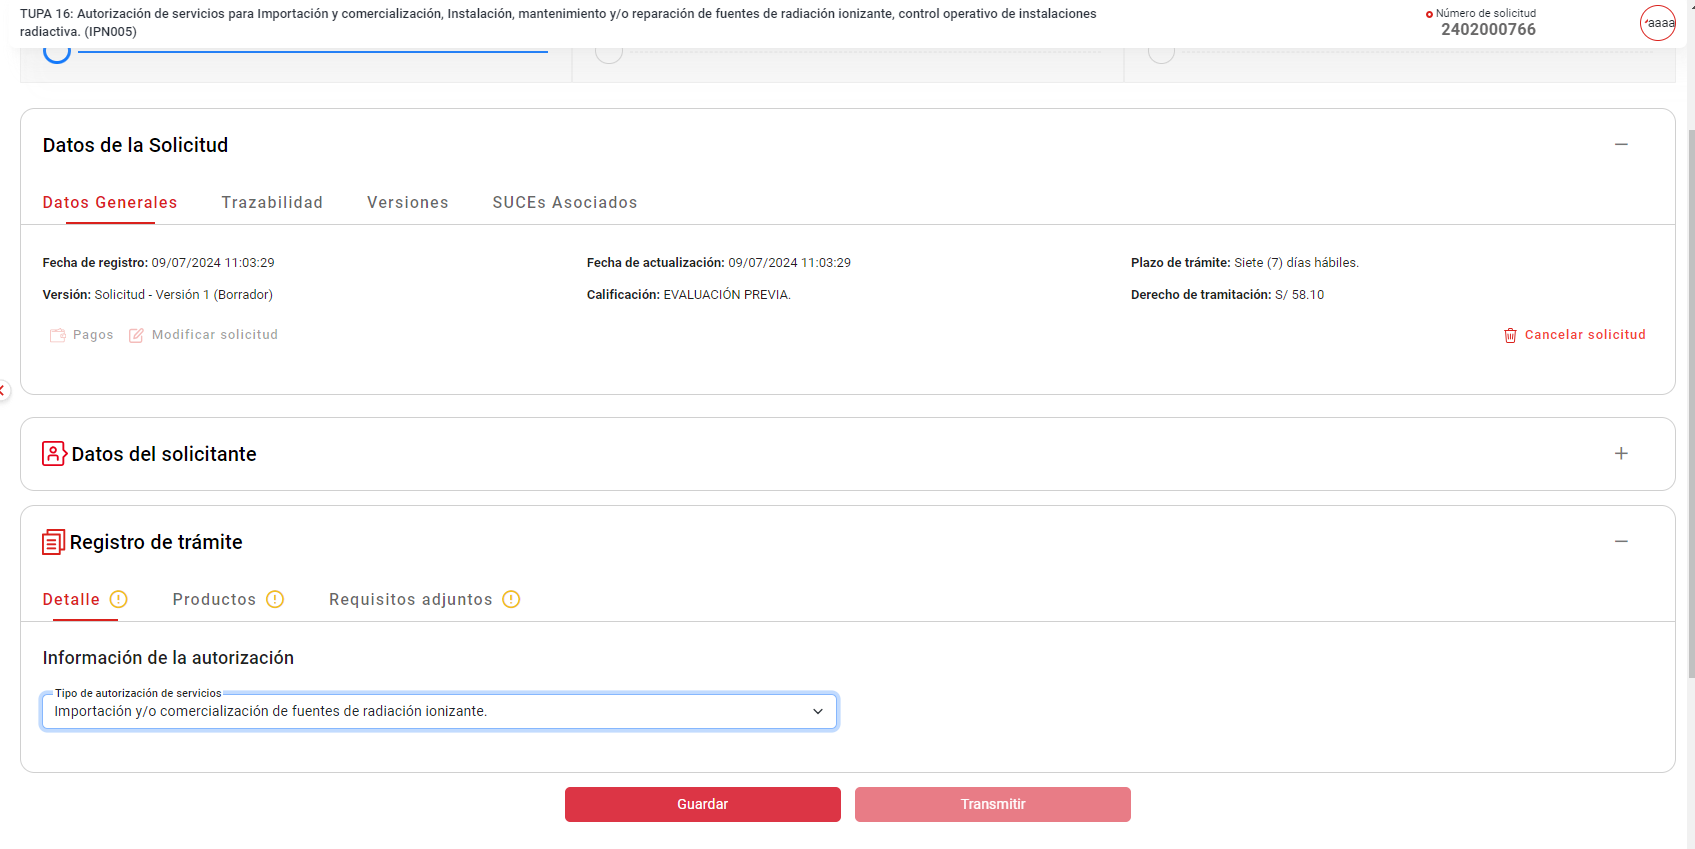 TUPA 16: Autorización de servicios para Importación y comercialización, Instalación, mantenimiento y/o reparación de fuentes de radiación ionizante, control operativo de instalaciones
radiactiva. (IPN005)
Número de solicitud
2402000766
'aaaa
Datos de la Solicitud
Datos Generales Trazabilidad Versiones SUCEs Asociados
Fecha de registro: 09/07/2024 11:03:29 Fecha de actualización: 09/07/2024 11:03:29 Plazo de trámite: Siete (7) días hábiles.
Versión: Solicitud - Versión 1 (Borrador) Calificación: EVALUACIÓN PREVIA. Derecho de tramitación: S/ 58.10
Pagos Modificar solicitud Cancelar solicitud
Datos del solicitante
Registro de trámite
Detalle Productos Requisitos adjuntos
Información de la autorización
Tipo de autorización de servicios
Importación y/o comercialización de fuentes de radiación ionizante.
Guardar Transmitir